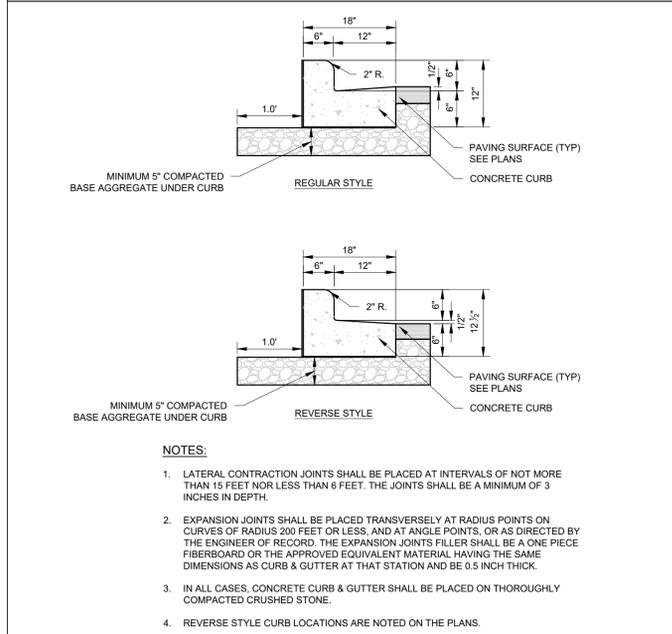 18"
6"
12"
2" R.
1/2"
6"
6"
12"
1.0'
PAVING SURFACE (TYP)
SEE PLANS
CONCRETE CURB
MINIMUM 5" COMPACTED
BASE AGGREGATE UNDER CURB
REGULAR STYLE
18"
6"
12"
2" R.
6"
1/2"
6"
12 ½"
1.0'
PAVING SURFACE (TYP)
SEE PLANS
CONCRETE CURB
MINIMUM 5" COMPACTED
BASE AGGREGATE UNDER CURB
REVERSE STYLE
NOTES:
1. LATERAL CONTRACTION JOINTS SHALL BE PLACED AT INTERVALS OF NOT MORE
THAN 15 FEET NOR LESS THAN 6 FEET. THE JOINTS SHALL BE A MINIMUM OF 3
INCHES IN DEPTH.
2. EXPANSION JOINTS SHALL BE PLACED TRANSVERSELY AT RADIUS POINTS ON
CURVES OF RADIUS 200 FEET OR LESS, AND AT ANGLE POINTS, OR AS DIRECTED BY
THE ENGINEER OF RECORD. THE EXPANSION JOINTS FILLER SHALL BE A ONE PIECE
FIBERBOARD OR THE APPROVED EQUIVALENT MATERIAL HAVING THE SAME
DIMENSIONS AS CURB & GUTTER AT THAT STATION AND BE 0.5 INCH THICK.
3. IN ALL CASES, CONCRETE CURB & GUTTER SHALL BE PLACED ON THOROUGHLY
COMPACTED CRUSHED STONE.
4. REVERSE STYLE CURB LOCATIONS ARE NOTED ON THE PLANS.